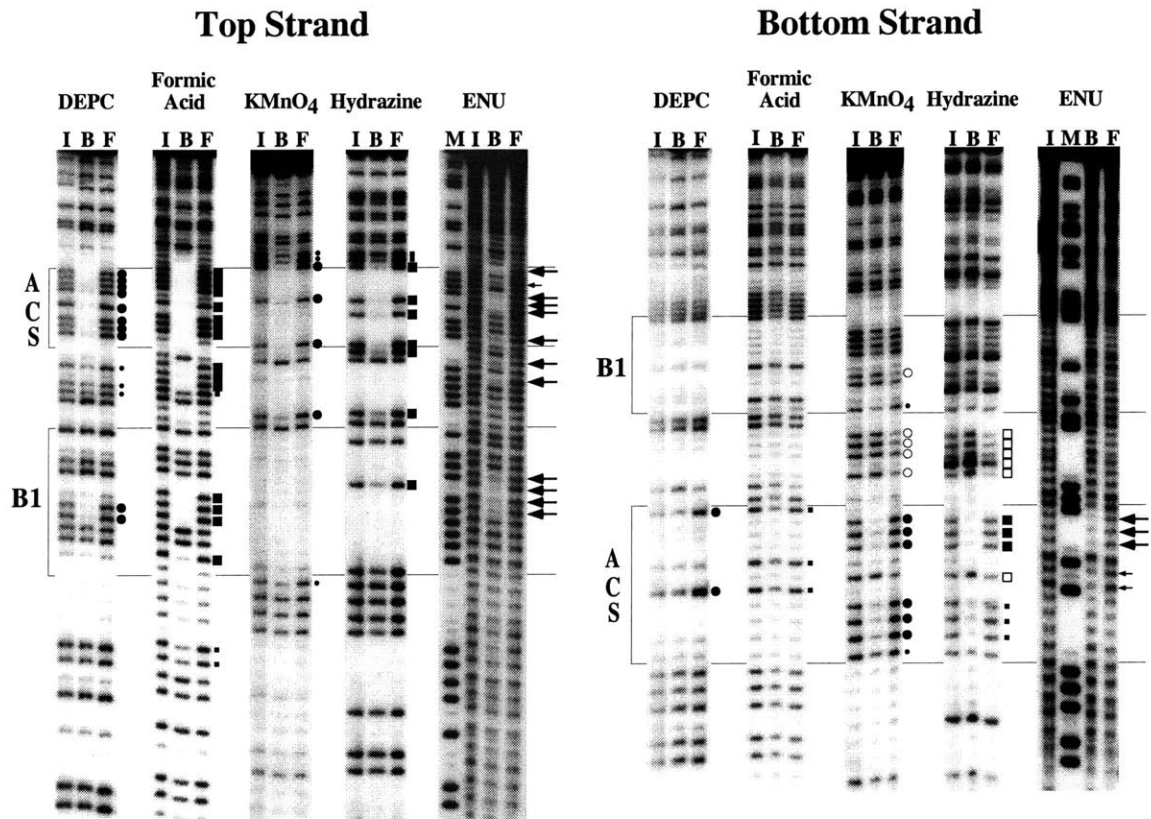 Top Strand
Bottom Strand
DEPC
Formic Acid
KMnO4
Hydrazine
ENU
DEPC
Formic Acid
KMnO4
Hydrazine
ENU
I B F
I B F
I B F
I B F
M I B F
I B F
I B F
I B F
I B F
I M B F
A
C
S
B1
B1
A
C
S